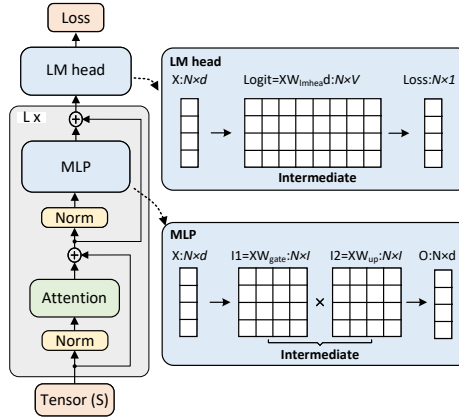 Loss
LM head
L x
MLP
Norm
Attention
Norm
Tensor (S)
LM head
X:N×d
Logit=XWlmhead:N×V
Loss:N×1
Intermediate
MLP
X:N×d
I1=XWgate:N×I
I2=XWup:N×I
O:N×d
×
Intermediate